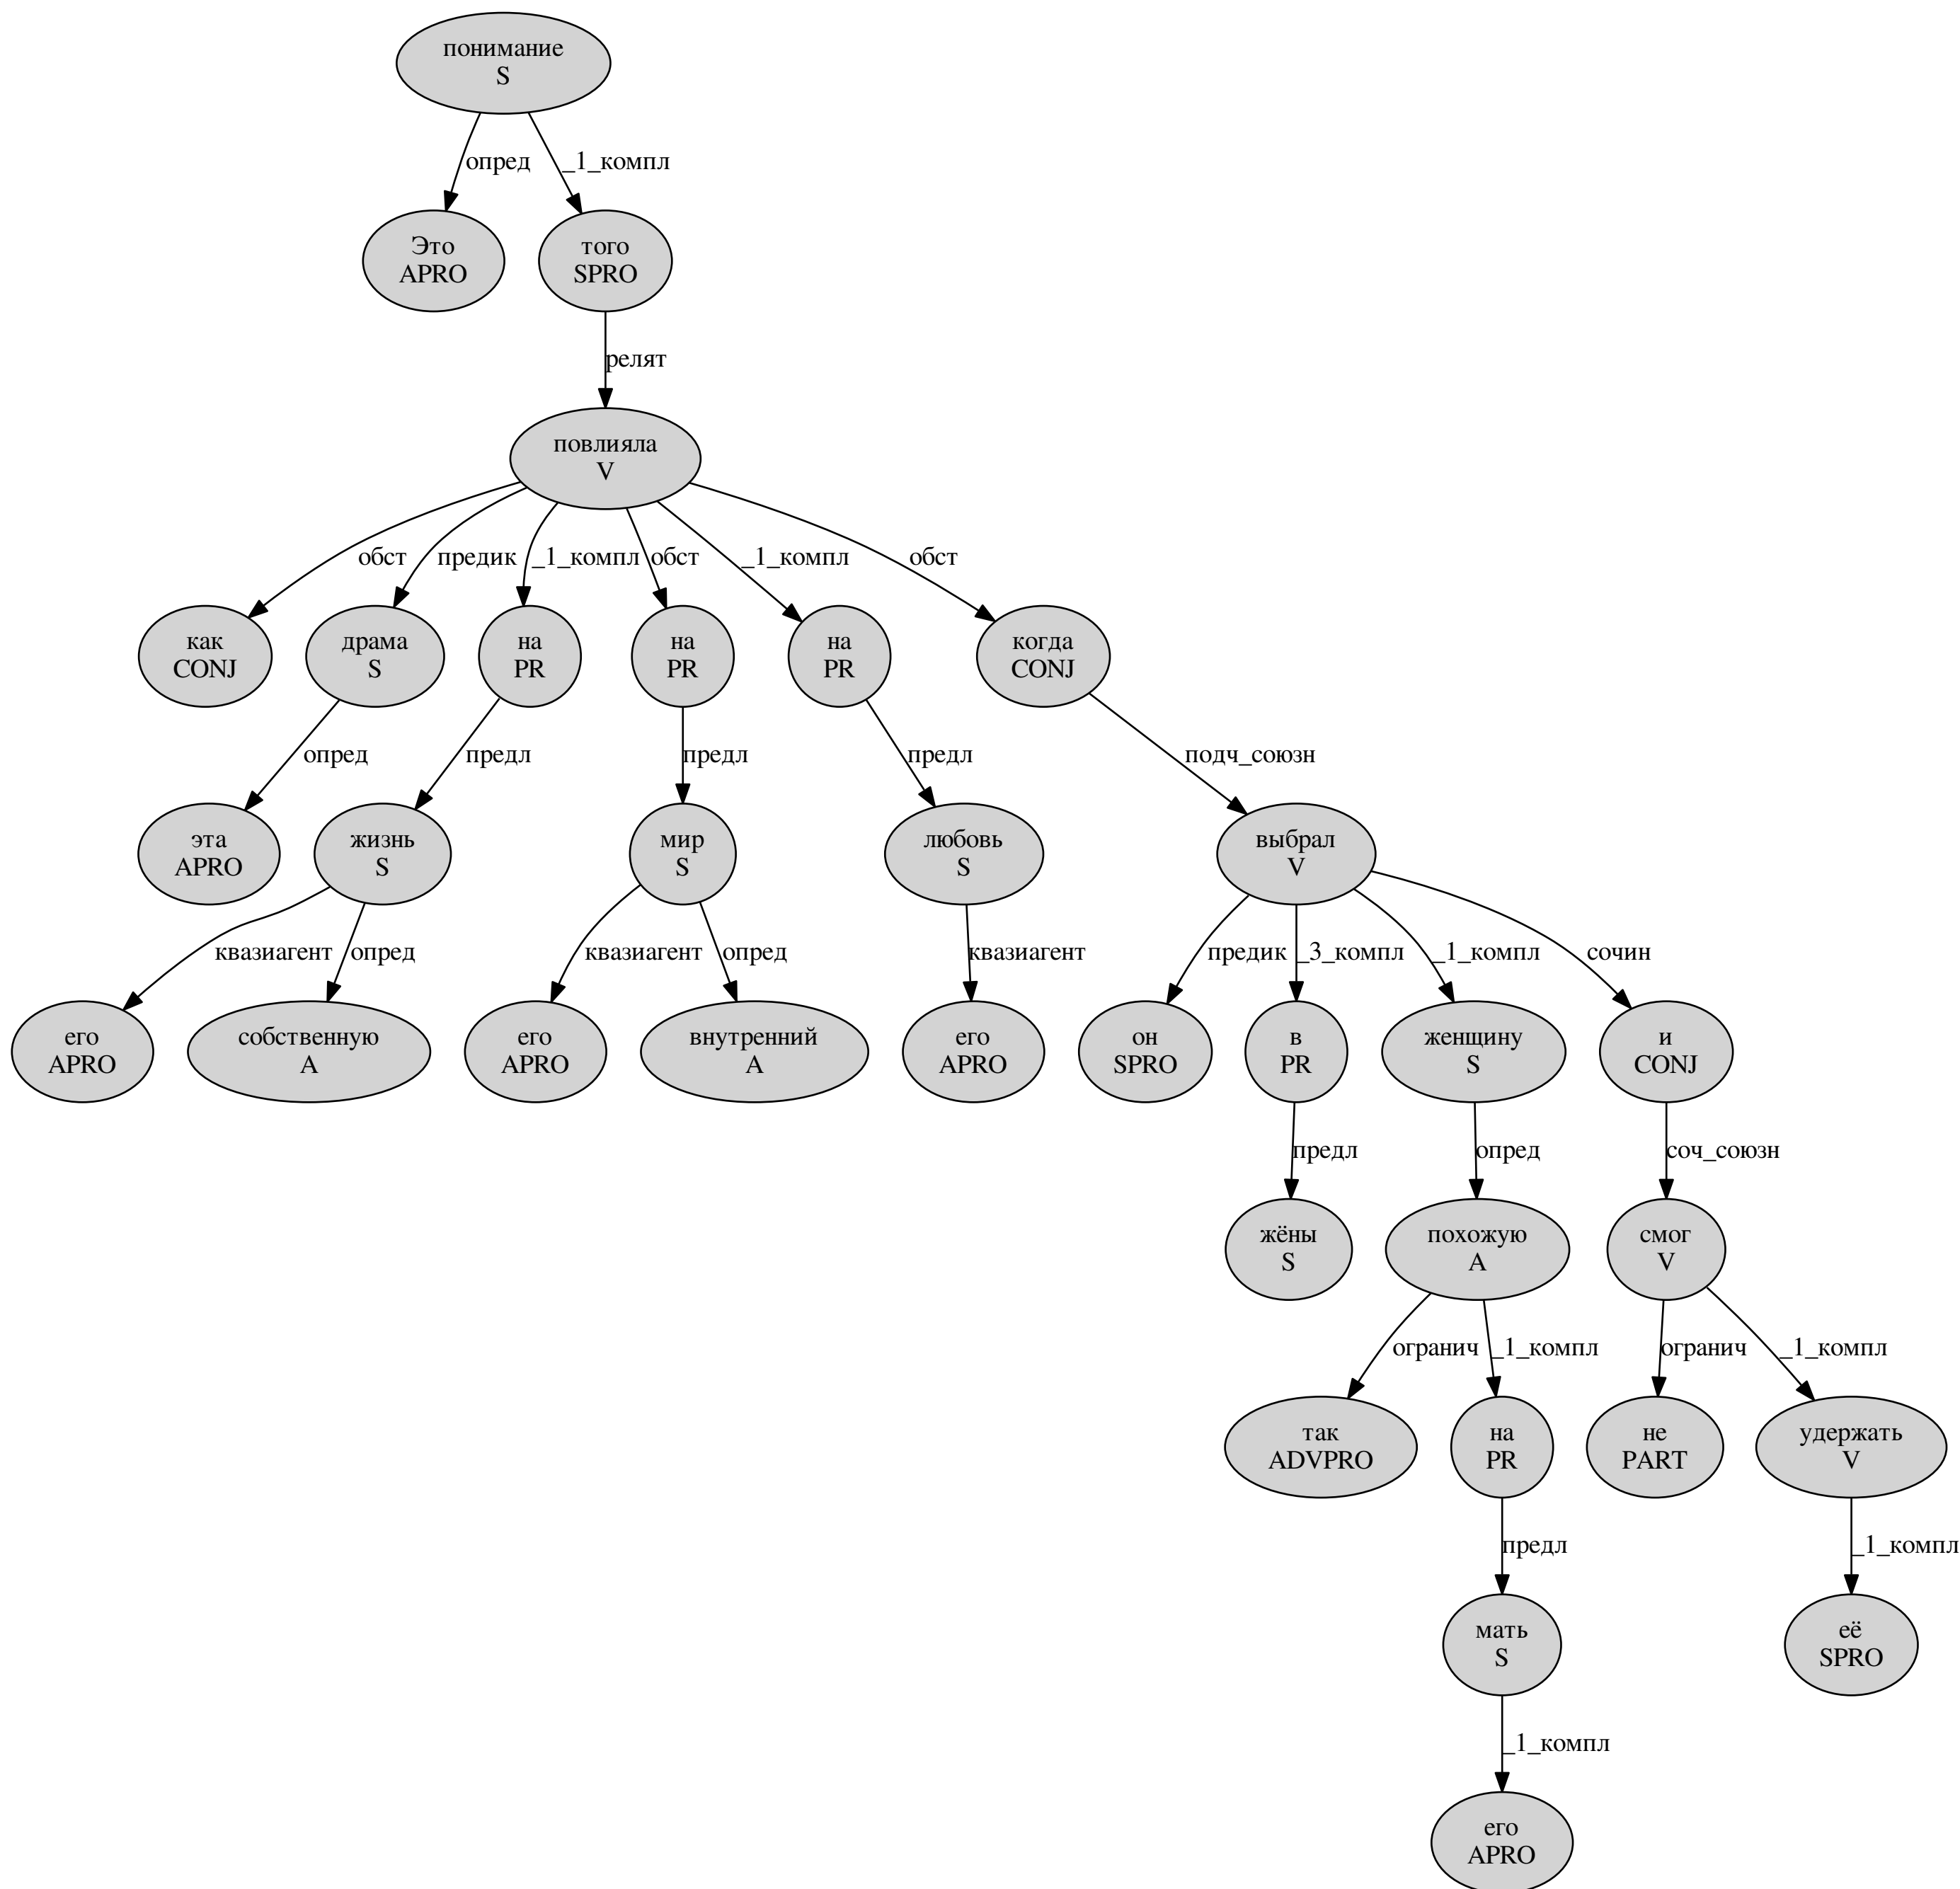 понимание
S
опред
_1_компл
Это
APRO
того
SPRO
релят
повлияла
V
обст
предик
_1_компл
обст
_1_компл
обст
как
CONJ
драма
S
на
PR
на
PR
на
PR
когда
CONJ
опред
предл
предл
предл
подч_союзн
эта
APRO
жизнь
S
мир
S
любовь
S
выбрал
V
квазиагент
опред
квазиагент
опред
квазиагент
предик
_3_компл
_1_компл
сочин
его
APRO
собственную
A
его
APRO
внутренний
A
его
APRO
он
SPRO
в
PR
женщину
S
и
CONJ
предл
опред
соч_союзн
жёны
S
похожую
A
смог
V
огранич
_1_компл
огранич
_1_компл
так
ADVPRO
на
PR
не
PART
удержать
V
предл
_1_компл
мать
S
её
SPRO
_1_компл
его
APRO